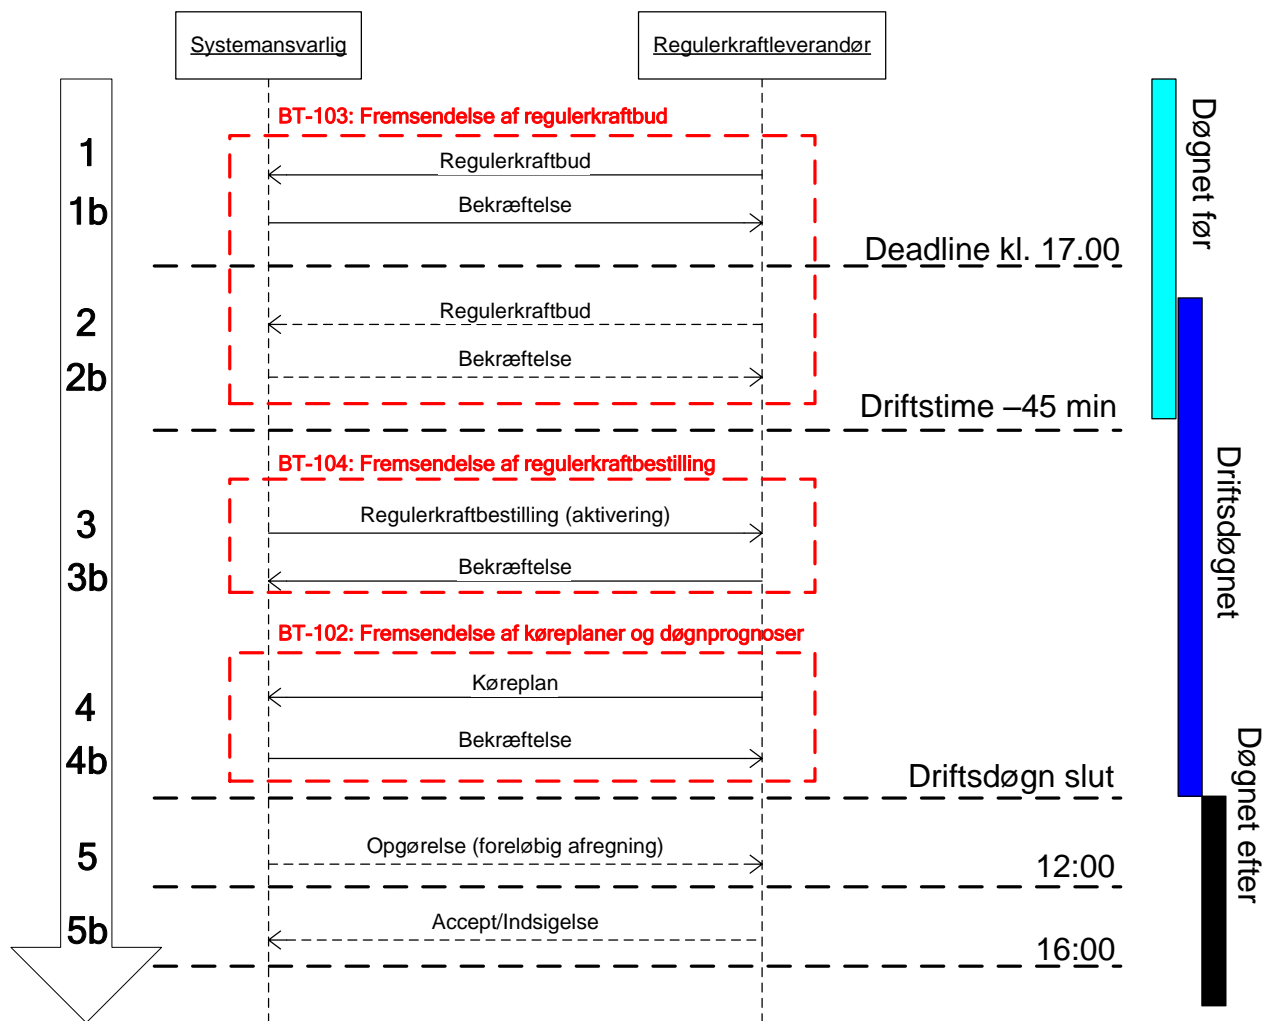 Systemansvarlig
Regulerkraftleverandør
BT-103: Fremsendelse af regulerkraftbud
Døgnet før
1
Regulerkraftbud
1b
Bekræftelse
Deadline kl. 17.00
2
Regulerkraftbud
2b
Bekræftelse
Driftstime –45 min
BT-104: Fremsendelse af regulerkraftbestilling
Driftsdøgnet
3
Regulerkraftbestilling (aktivering)
3b
Bekræftelse
BT-102: Fremsendelse af køreplaner og døgnprognoser
4
Køreplan
4b
Bekræftelse
Driftsdøgn slut
Døgnet efter
5
Opgørelse (foreløbig afregning)
12:00
5b
Accept/Indsigelse
16:00